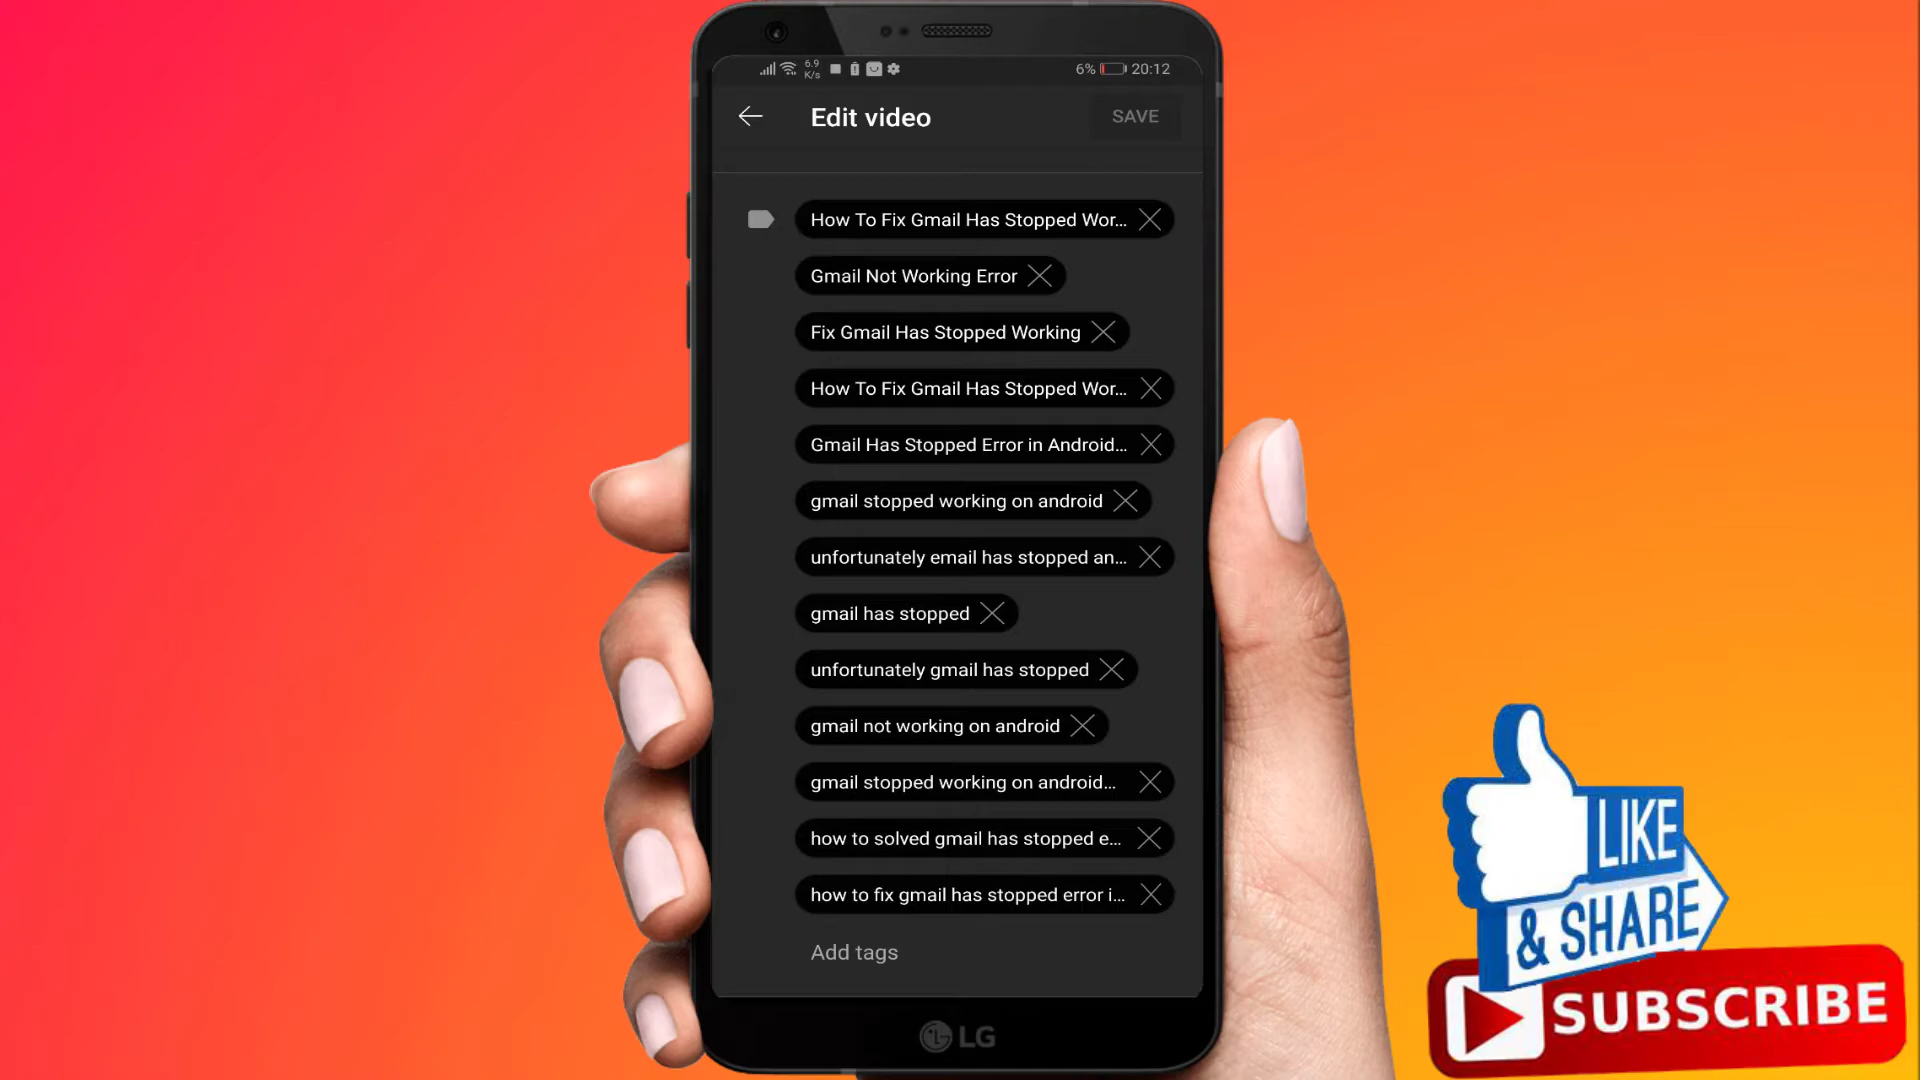 6.9
K/s
6%
20:12
Edit video
SAVE
How To Fix Gmail Has Stopped Wor...
Gmail Not Working Error
Fix Gmail Has Stopped Working
How To Fix Gmail Has Stopped Wor...
Gmail Has Stopped Error in Android...
gmail stopped working on android
unfortunately email has stopped an...
gmail has stopped
unfortunately gmail has stopped
gmail not working on android
gmail stopped working on android...
how to solved gmail has stopped e...
how to fix gmail has stopped error i...
Add tags
LG
LIKE
& SHARE
SUBSCRIBE